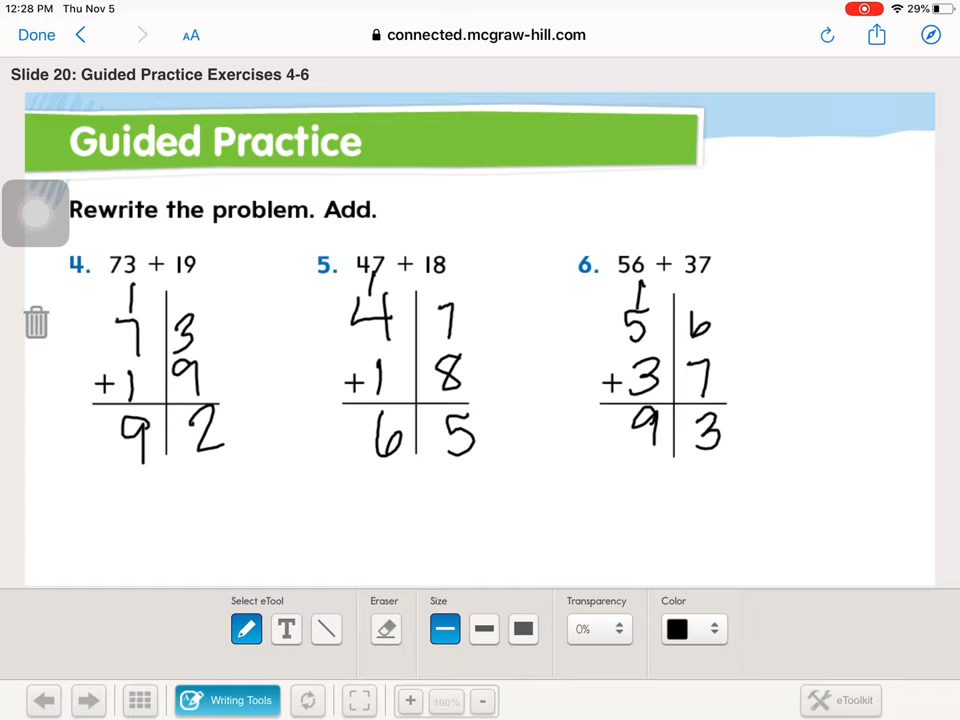 12:28 PM Thu Nov 5 29%
Done AA connected.mcgraw-hill.com
Slide 20: Guided Practice Exercises 4-6
Guided Practice
Rewrite the problem. Add.
4. 73 + 19 5. 47 + 18 6. 56 + 37
1 1 1
7 3 4 7 5 6
+1 9 +1 8 +3 7
9 2 6 5 9 3
Select eTool Eraser Size Transparency Color
T 0%
Writing Tools + 100% - eToolkit